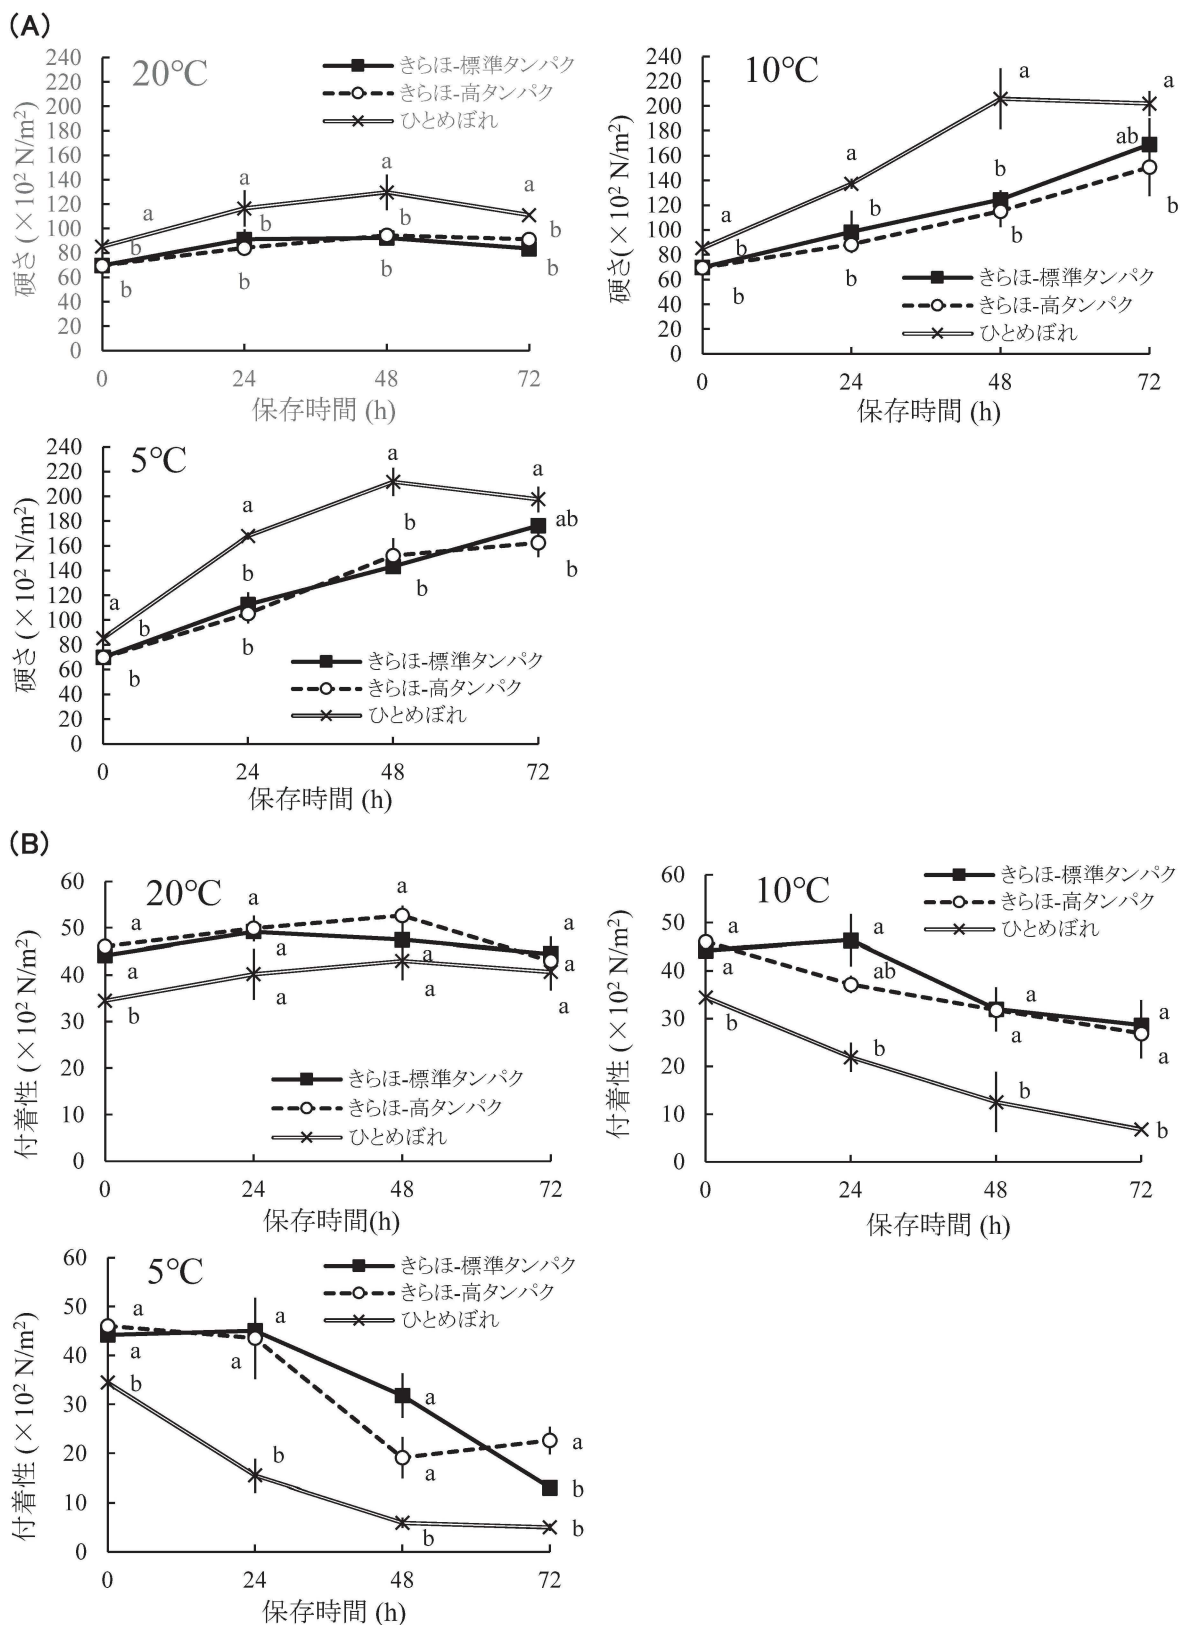 (A)
20℃
きらほ-標準タンパク
きらほ-高タンパク
ひとめぼれ
硬さ (×10² N/m²)
240
220
200
180
160
140
120
100
80
60
40
20
0
a
a
a
a
b
b
b
b
b
b
b
b
0 24 48 72
保存時間 (h)
10℃
硬さ(×10² N/m²)
240
220
200
180
160
140
120
100
80
60
40
20
0
a
a
a
a
b
b
b
ab
b
b
b
b
きらほ-標準タンパク
きらほ-高タンパク
ひとめぼれ
0 24 48 72
保存時間 (h)
5℃
硬さ (×10² N/m²)
240
220
200
180
160
140
120
100
80
60
40
20
0
a
a
a
a
b
b
b
ab
b
b
b
b
きらほ-標準タンパク
きらほ-高タンパク
ひとめぼれ
0 24 48 72
保存時間 (h)
(B)
20℃
付着性 (×10² N/m²)
60
50
40
30
20
10
0
a
a
a
a
a
a
a
a
b
a
a
a
きらほ-標準タンパク
きらほ-高タンパク
ひとめぼれ
0 24 48 72
保存時間(h)
10℃
きらほ-標準タンパク
きらほ-高タンパク
ひとめぼれ
付着性 (×10² N/m²)
60
50
40
30
20
10
0
a
a
a
a
a
ab
a
a
b
b
b
b
0 24 48 72
保存時間 (h)
5℃
きらほ-標準タンパク
きらほ-高タンパク
ひとめぼれ
付着性 (×10² N/m²)
60
50
40
30
20
10
0
a
a
a
a
a
a
a
b
b
b
b
b
0 24 48 72
保存時間 (h)